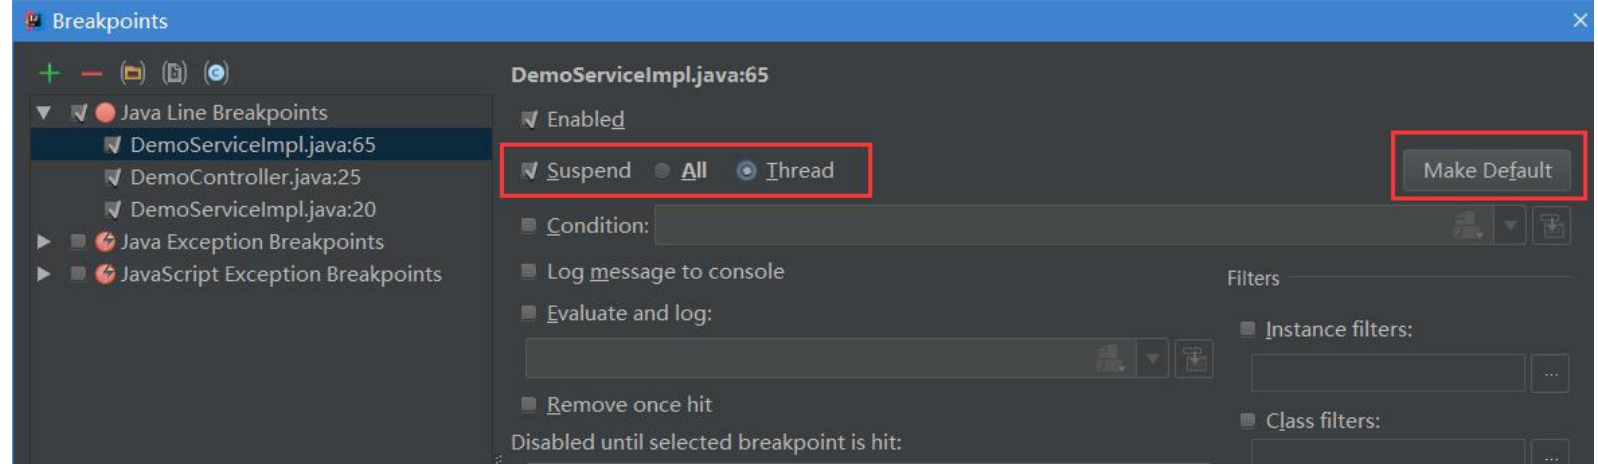 Breakpoints
DemoServiceImpl.java:65
Java Line Breakpoints
DemoServiceImpl.java:65
DemoController.java:25
DemoServiceImpl.java:20
Java Exception Breakpoints
JavaScript Exception Breakpoints
Enabled
Suspend All Thread
Make Default
Condition:
Log message to console
Evaluate and log:
Remove once hit
Disabled until selected breakpoint is hit:
Filters
Instance filters:
...
Class filters:
...